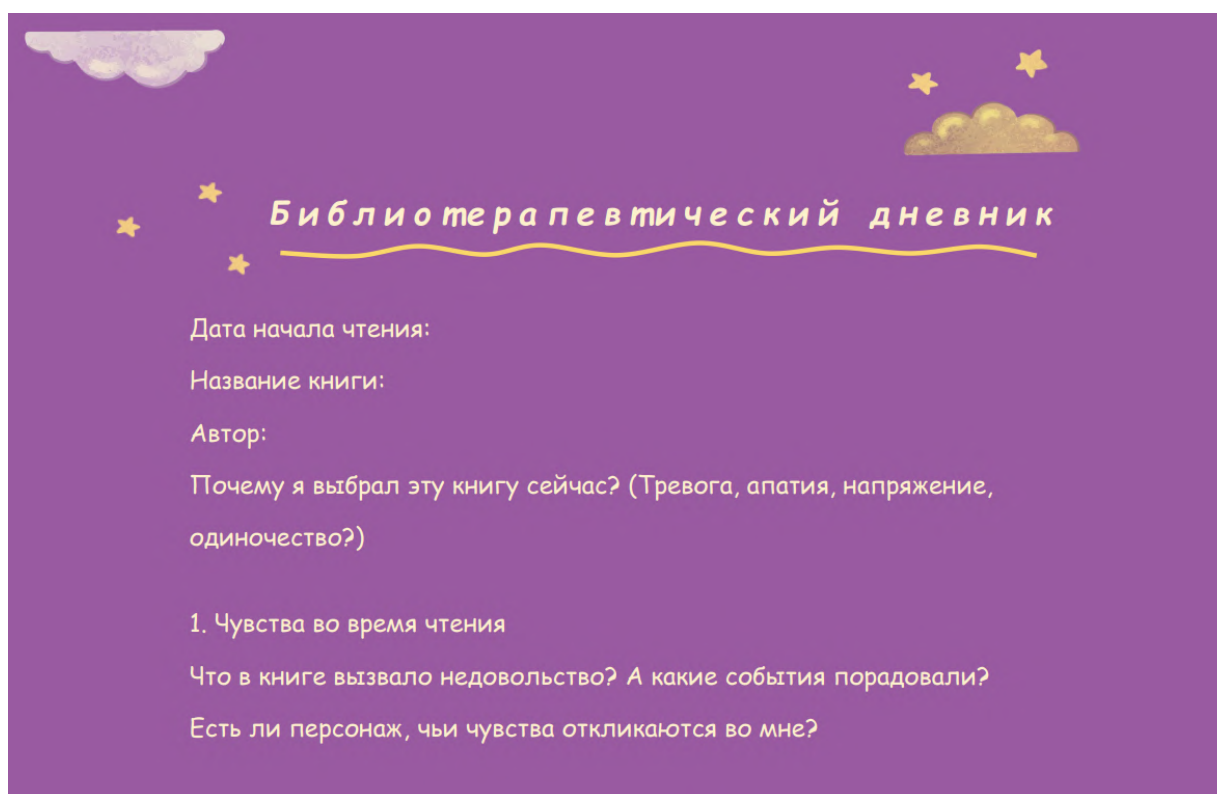 Библиотерапевтический дневник
Дата начала чтения:
Название книги:
Автор:
Почему я выбрал эту книгу сейчас? (Тревога, апатия, напряжение,
одиночество?)
1. Чувства во время чтения
Что в книге вызвало недовольство? А какие события порадовали?
Есть ли персонаж, чьи чувства откликаются во мне?